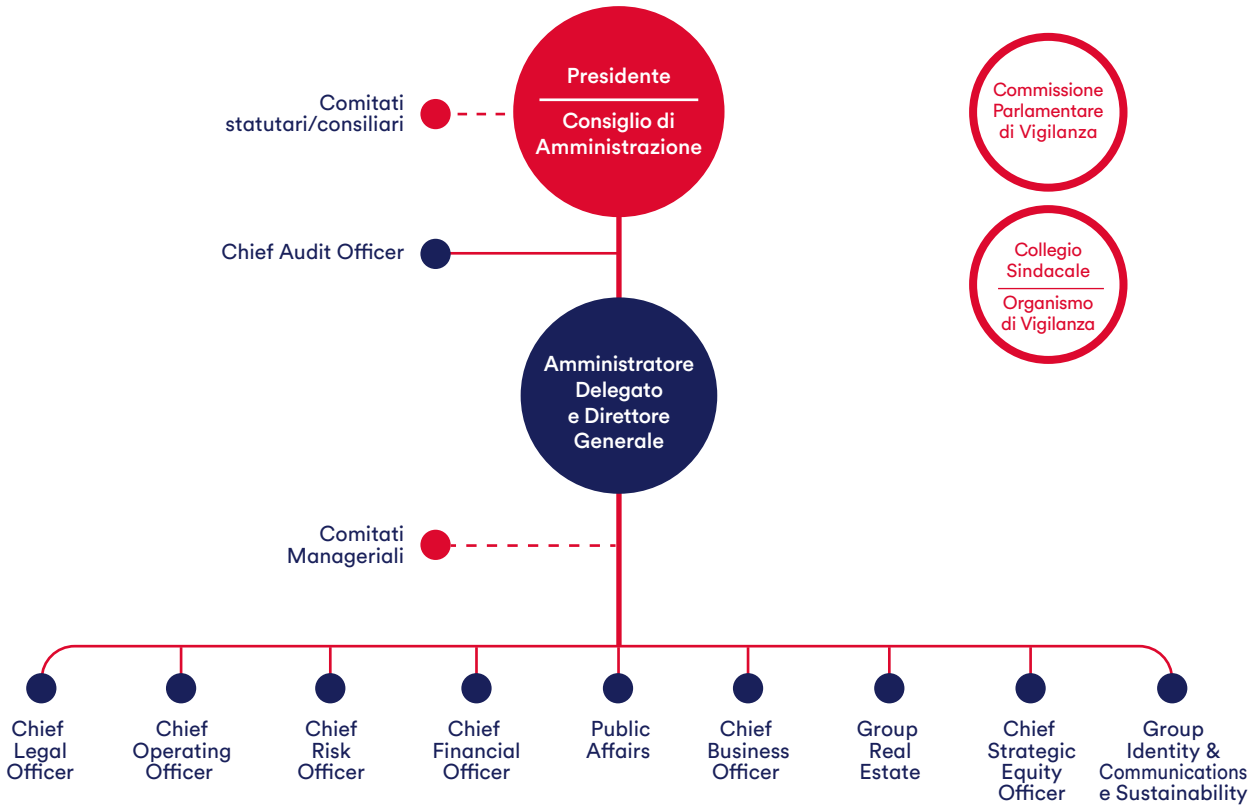 Presidente
Consiglio di
Amministrazione
Comitati
statutari/consiliari
Commissione
Parlamentare
di Vigilanza
Chief Audit Officer
Collegio
Sindacale
Organismo
di Vigilanza
Amministratore
Delegato
e Direttore
Generale
Comitati
Manageriali
Chief
Legal
Officer
Chief
Operating
Officer
Chief
Risk
Officer
Chief
Financial
Officer
Public
Affairs
Chief
Business
Officer
Group
Real
Estate
Chief
Strategic
Equity
Officer
Group
Identity &
Communications
e Sustainability